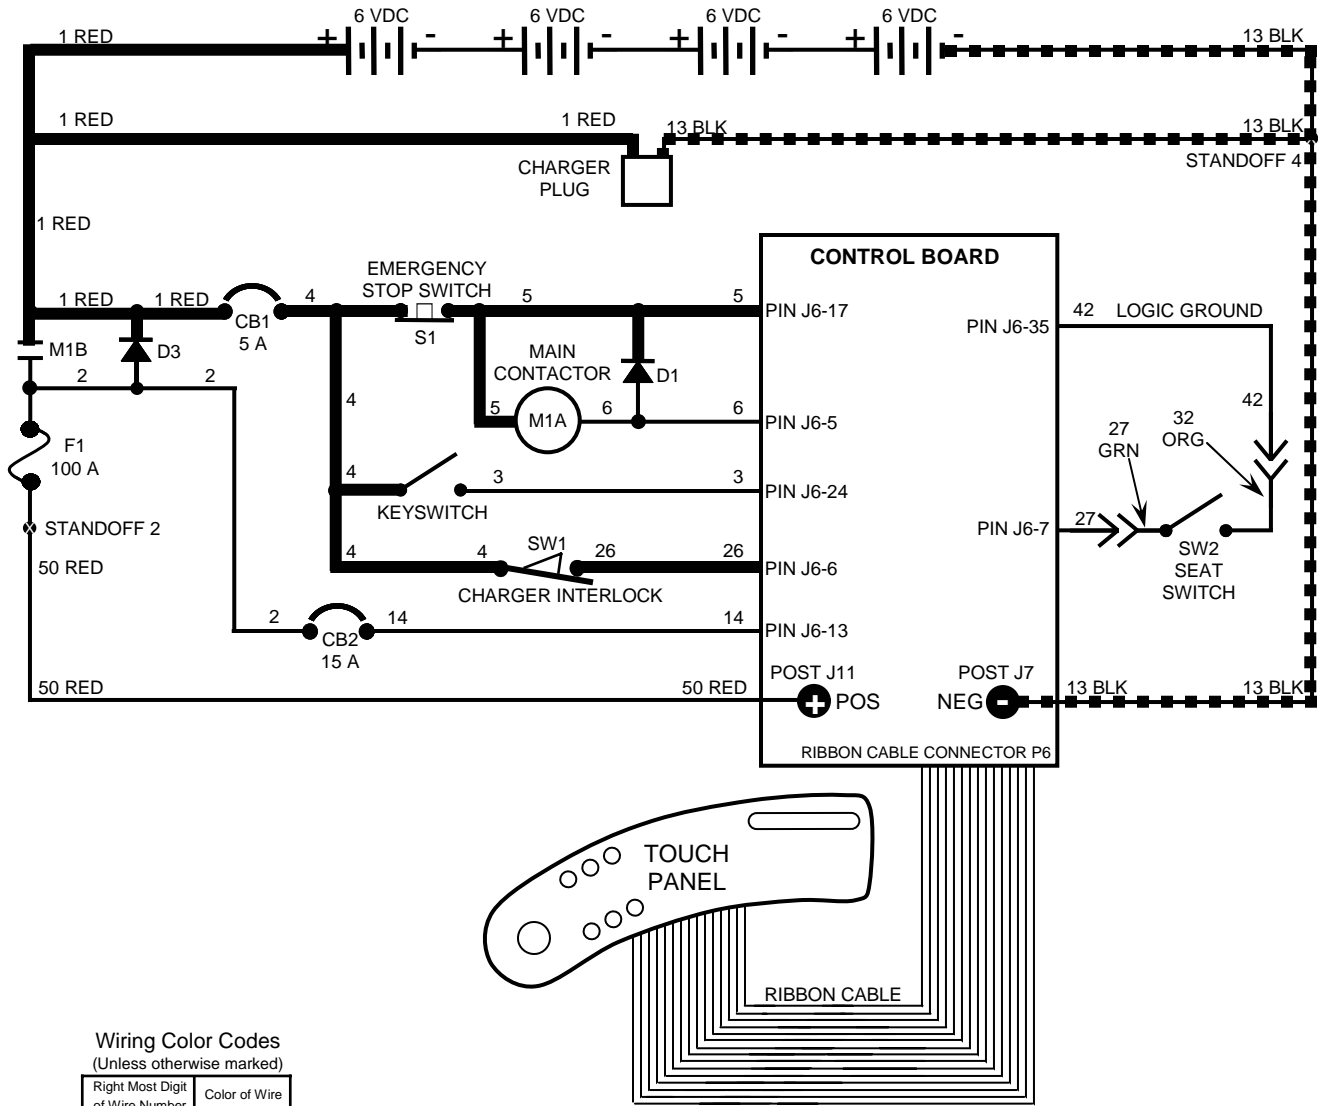 6 VDC 6 VDC 6 VDC 6 VDC
1 RED + - + - + - + - 13 BLK
1 RED 1 RED 13 BLK 13 BLK
CHARGER
PLUG
STANDOFF 4
1 RED
CONTROL BOARD
EMERGENCY
STOP SWITCH
1 RED 1 RED 4 5 5
PIN J6-17
42 LOGIC GROUND
PIN J6-35
CB1
5 A
S1
M1B D3
MAIN
CONTACTOR
D1
2 2
4 5 M1A 6 6
PIN J6-5
42
27
GRN
32
ORG
F1
100 A
4 3 3
PIN J6-24
KEYSWITCH
STANDOFF 2
PIN J6-7
27
SW2
SEAT
SWITCH
4 4 SW1 26 26
PIN J6-6
50 RED
CHARGER INTERLOCK
2 14 14
PIN J6-13
CB2
15 A
POST J11 POST J7
50 RED 50 RED + POS NEG - 13 BLK 13 BLK
RIBBON CABLE CONNECTOR P6
TOUCH
PANEL
RIBBON CABLE
Wiring Color Codes
(Unless otherwise marked)
Right Most Digit
of Wire Number
Color of Wire